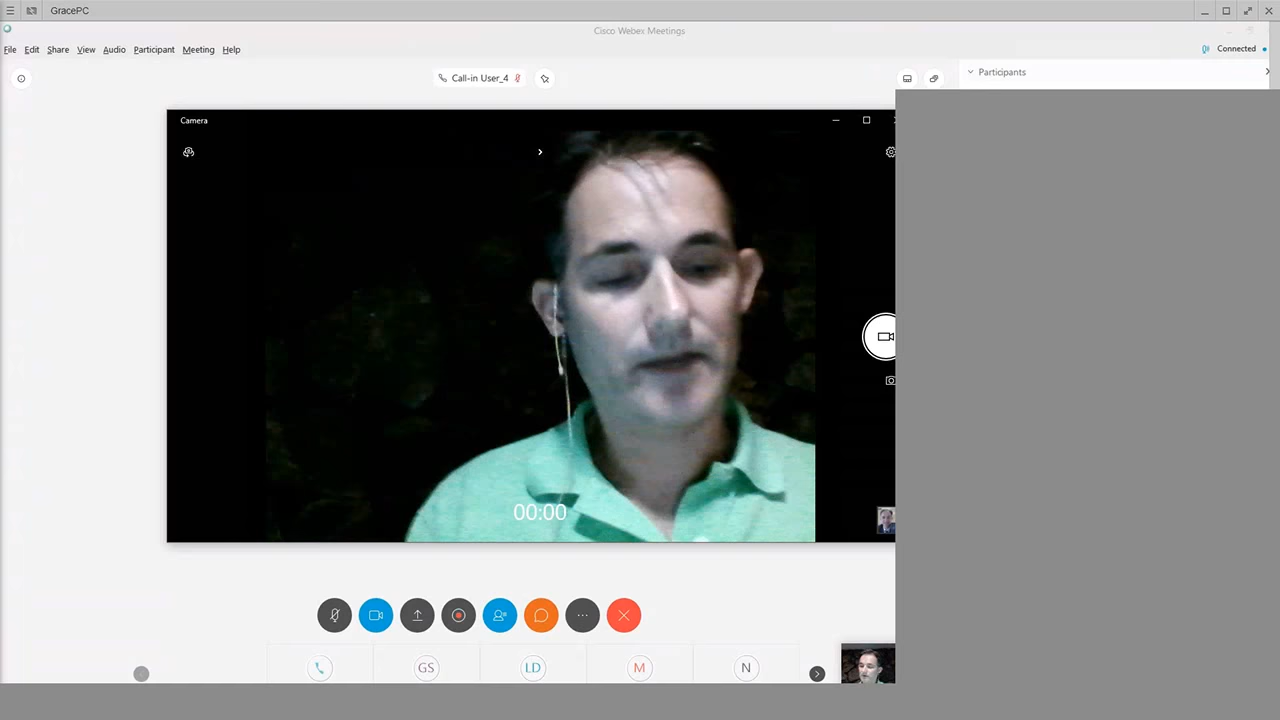 GracePC
Cisco Webex Meetings
File Edit Share View Audio Participant Meeting Help
Connected
Call-in User_4
Participants
Camera
00:00
GS
LD
M
N